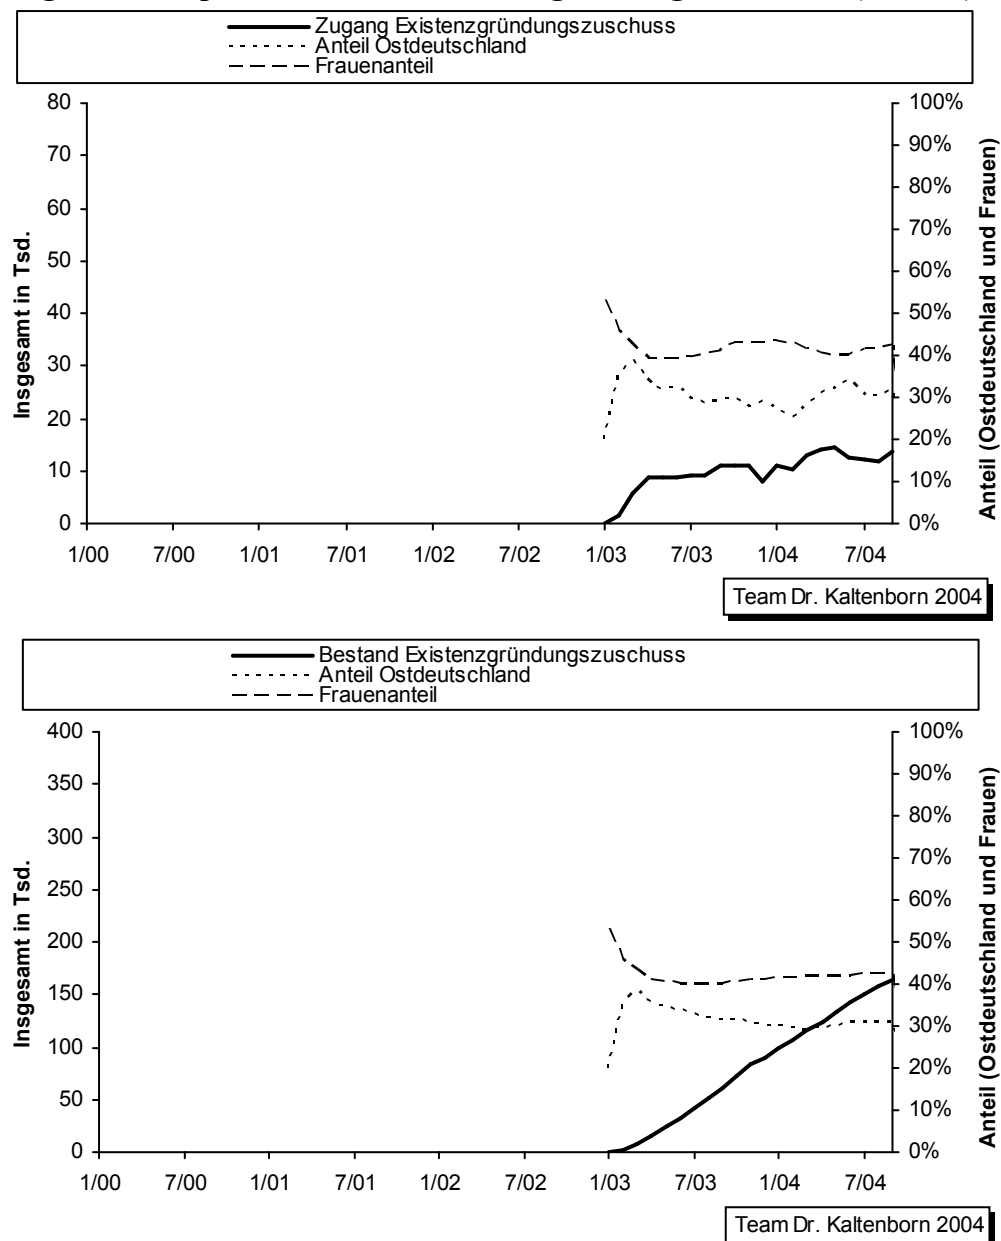 Zugang Existenzgründungszuschuss
Anteil Ostdeutschland
Frauenanteil
Insgesamt in Tsd.
80
70
60
50
40
30
20
10
0
100%
90%
80%
70%
60%
50%
40%
30%
20%
10%
0%
Anteil (Ostdeutschland und Frauen)
1/00 7/00 1/01 7/01 1/02 7/02 1/03 7/03 1/04 7/04
Team Dr. Kaltenborn 2004
Bestand Existenzgründungszuschuss
Anteil Ostdeutschland
Frauenanteil
Insgesamt in Tsd.
400
350
300
250
200
150
100
50
0
100%
90%
80%
70%
60%
50%
40%
30%
20%
10%
0%
Anteil (Ostdeutschland und Frauen)
1/00 7/00 1/01 7/01 1/02 7/02 1/03 7/03 1/04 7/04
Team Dr. Kaltenborn 2004